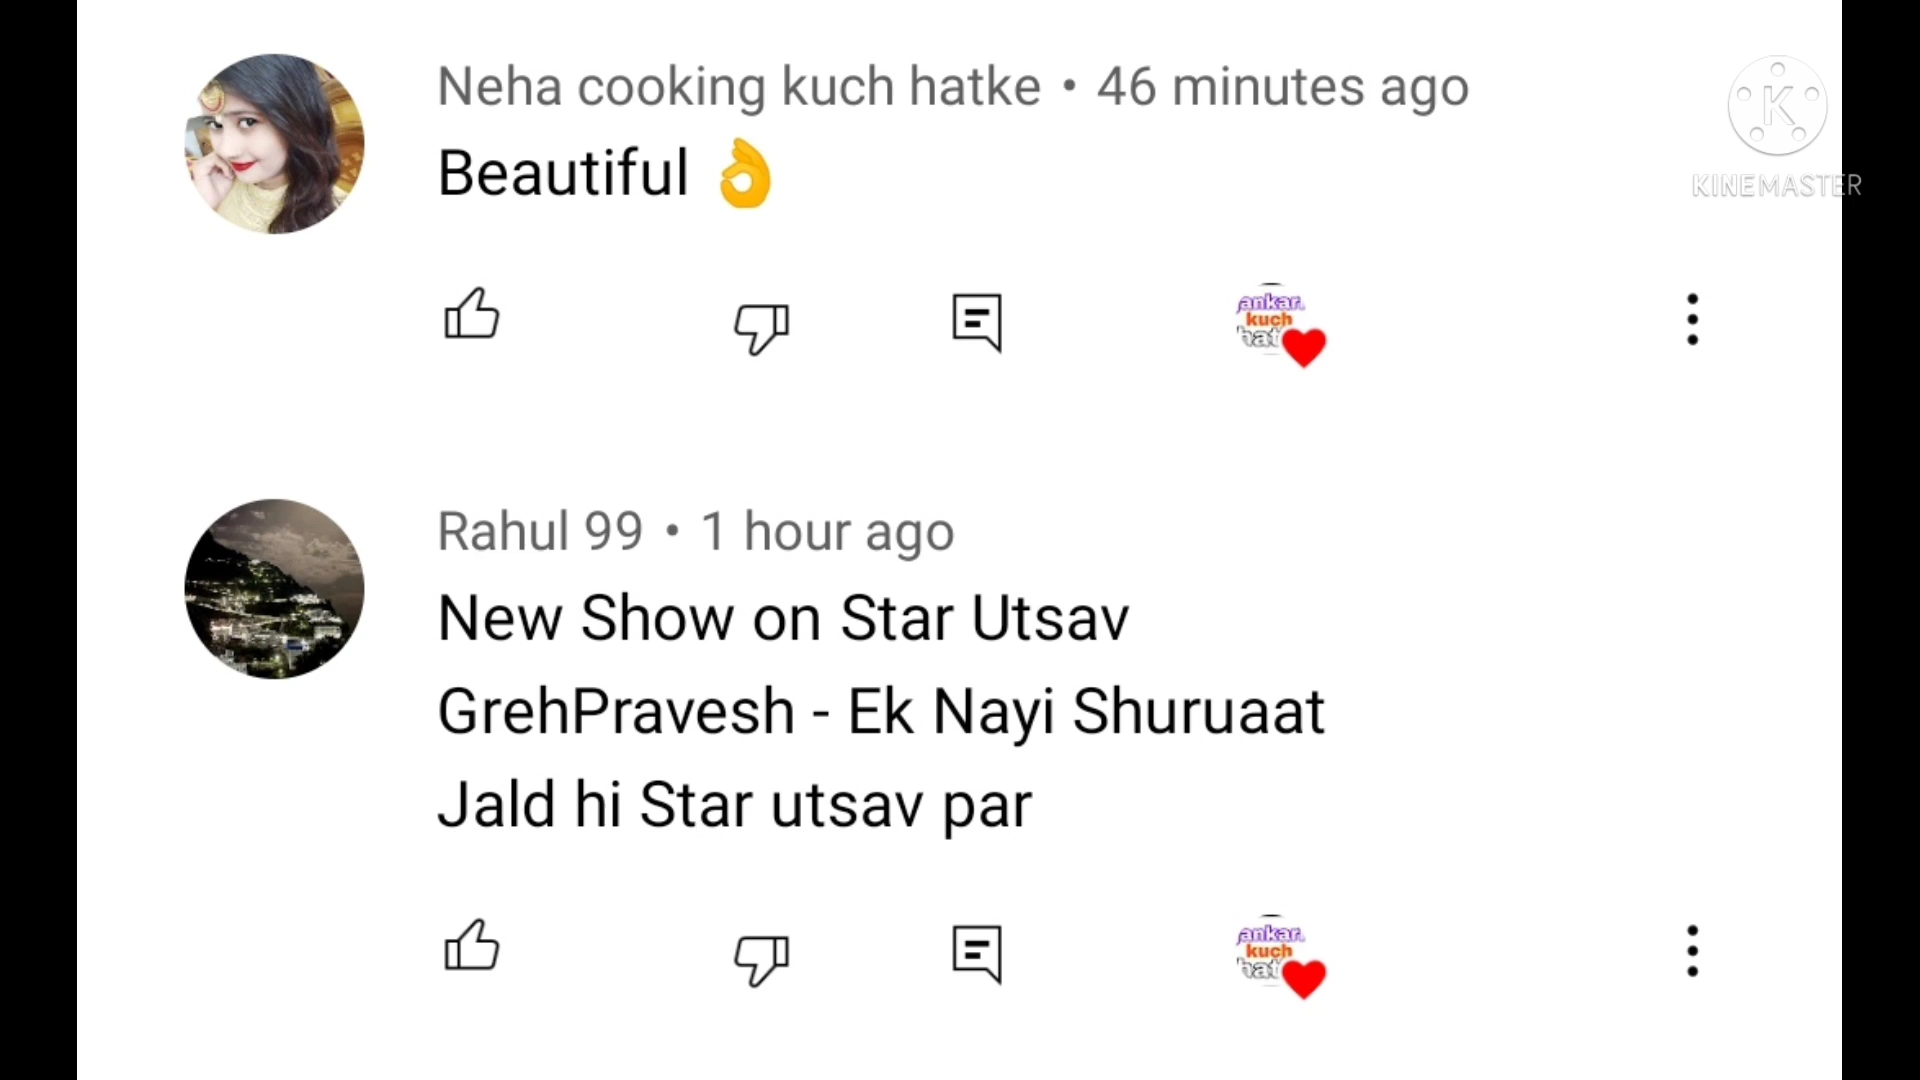 Neha cooking kuch hatke • 46 minutes ago
Beautiful 👌
K
KINEMASTER
ankar
kuch
hat
Rahul 99 • 1 hour ago
New Show on Star Utsav
GrehPravesh - Ek Nayi Shuruaat
Jald hi Star utsav par
ankar
kuch
hat